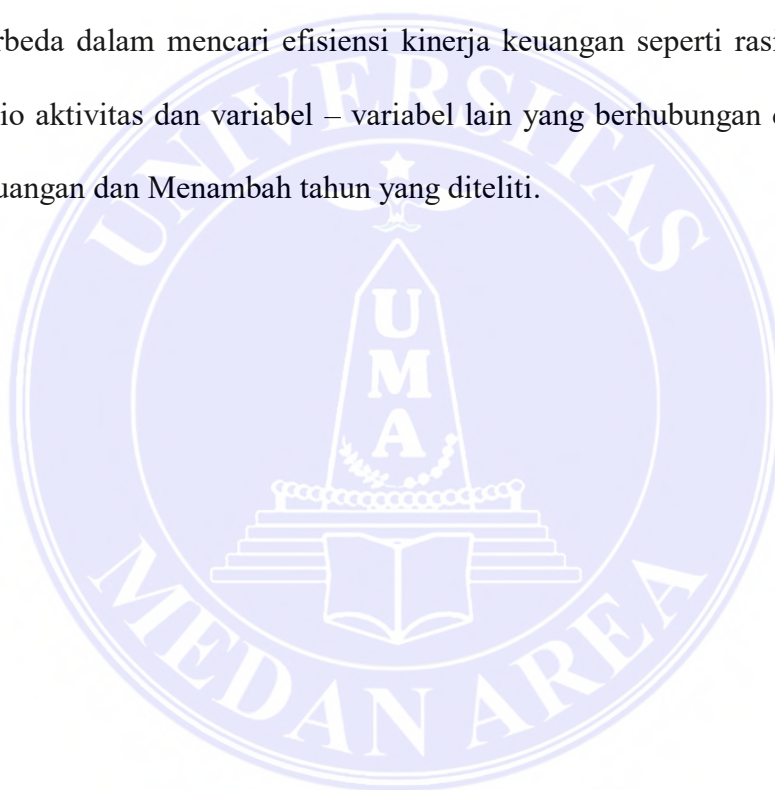 rbeda dalam mencari efisiensi kinerja keuangan seperti rasi
io aktivitas dan variabel – variabel lain yang berhubungan
uangan dan Menambah tahun yang diteliti.
UNIVERSITAS
U
M
A
MEDAN AREA